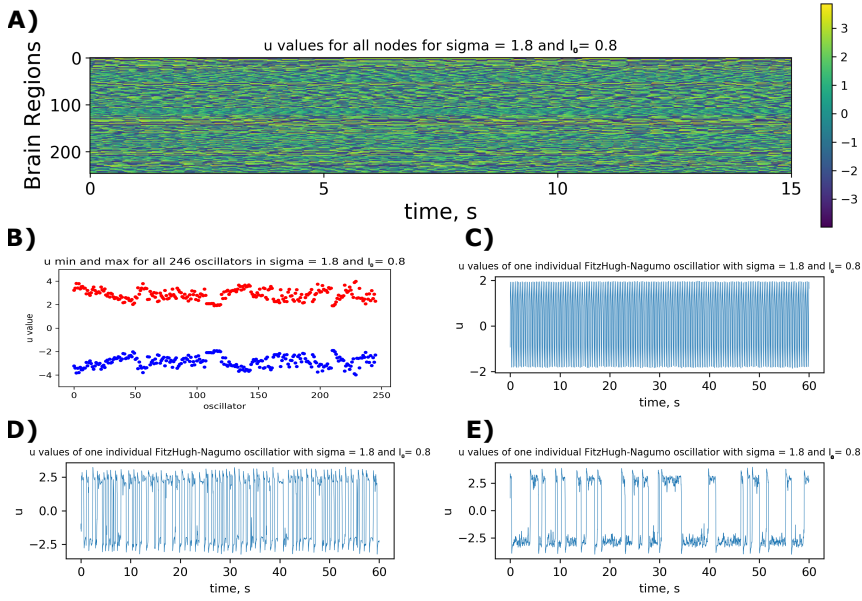 A)
u values for all nodes for sigma = 1.8 and I₀= 0.8
Brain Regions
0
100
200
0 5 10 15
time, s
3
2
1
0
−1
−2
−3
B)
u min and max for all 246 oscillators in sigma = 1.8 and I₀= 0.8
u value
4
2
0
−2
−4
0 50 100 150 200 250
oscillator
C)
u values of one individual FitzHugh-Nagumo oscillatior with sigma = 1.8 and I₀= 0.8
u
2
0
−2
0 10 20 30 40 50 60
time, s
D)
u values of one individual FitzHugh-Nagumo oscillatior with sigma = 1.8 and I₀= 0.8
u
2.5
0.0
−2.5
0 10 20 30 40 50 60
time, s
E)
u values of one individual FitzHugh-Nagumo oscillatior with sigma = 1.8 and I₀= 0.8
u
2.5
0.0
−2.5
0 10 20 30 40 50 60
time, s